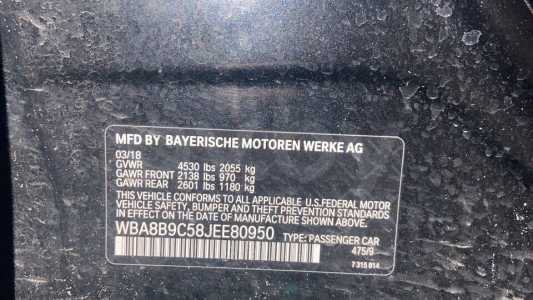 MFD BY BAYERISCHE MOTOREN WERKE AG
03/18
GVWR 4530 lbs 2055 kg
GAWR FRONT 2138 lbs 970 kg
GAWR REAR 2601 lbs 1180 kg
THIS VEHICLE CONFORMS TO ALL APPLICABLE U.S.FEDERAL MOTOR
VEHICLE SAFETY, BUMPER AND THEFT PREVENTION STANDARDS
IN EFFECT ON THE DATE OF MANUFACTURE SHOWN ABOVE.
WBA8B9C58JEE80950 TYPE: PASSENGER CAR
475/9
7 315 014